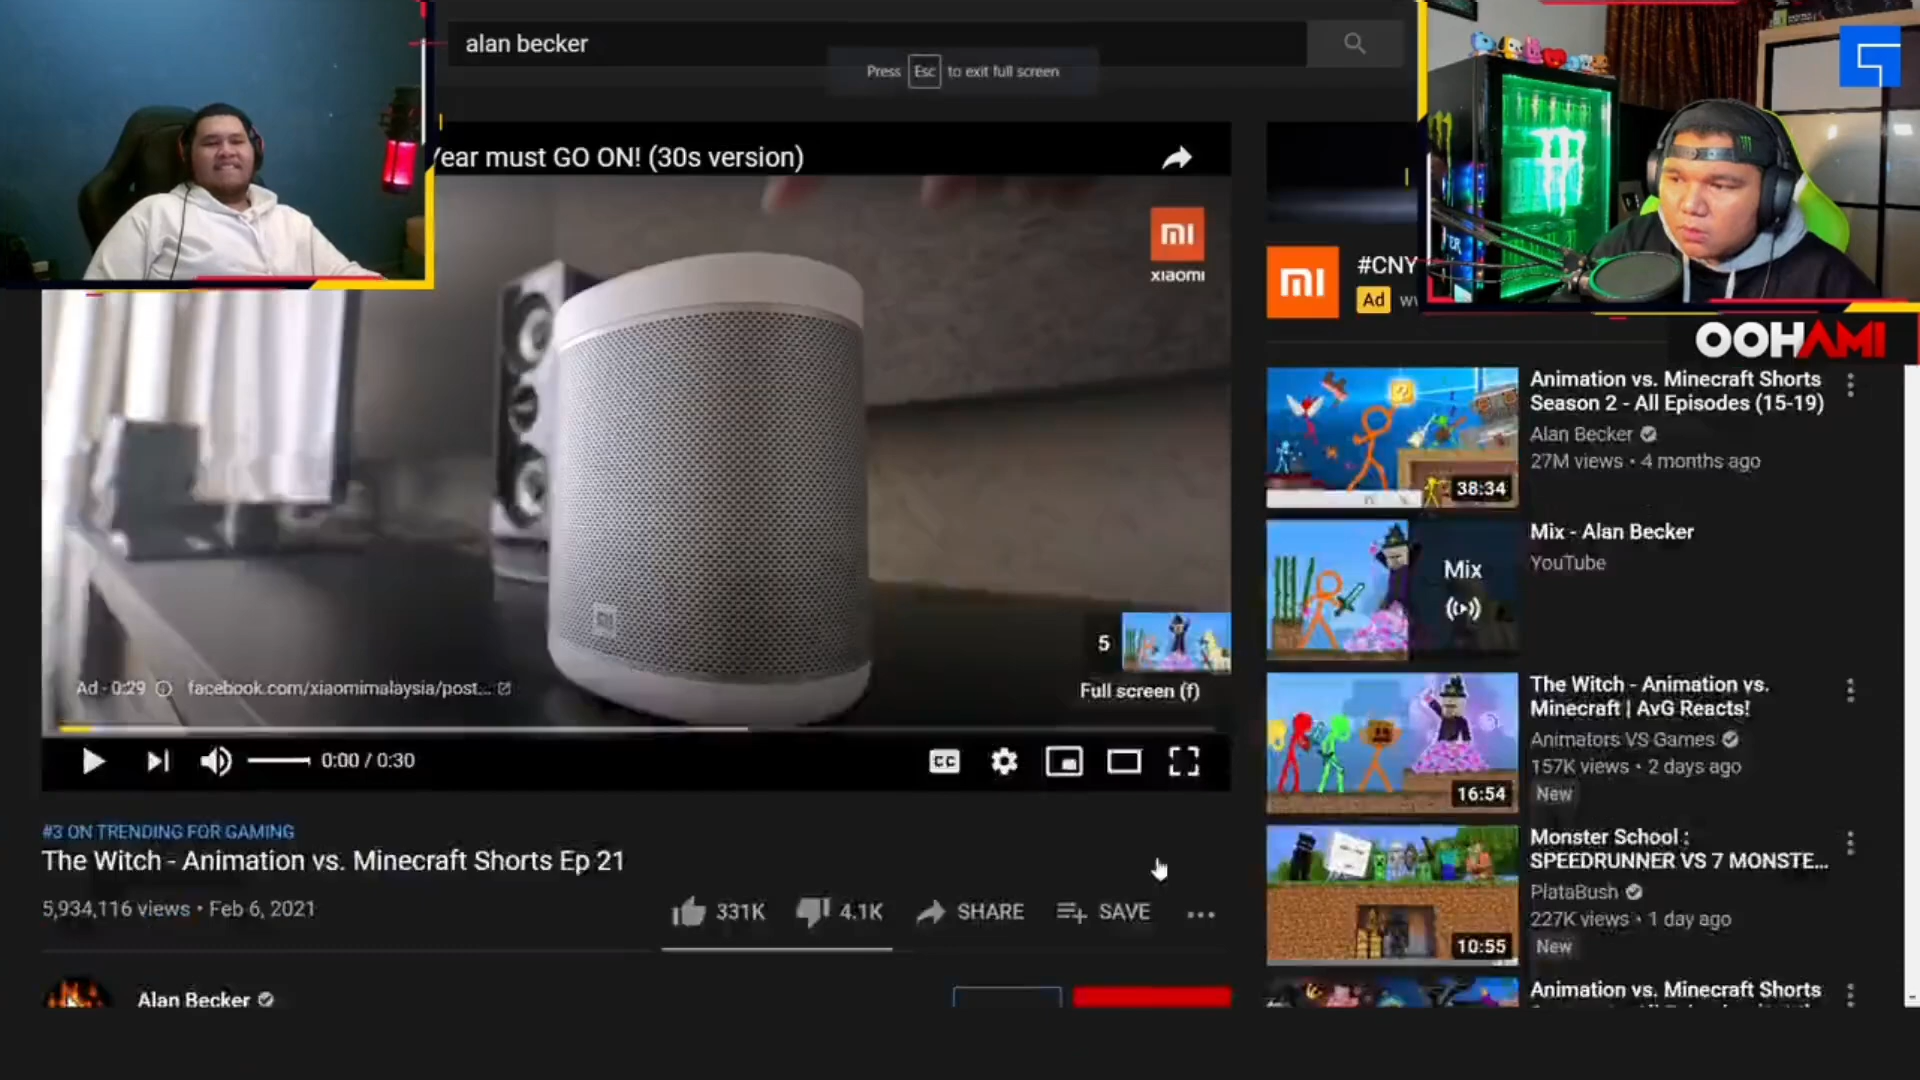 alan becker
Press Esc to exit full screen
Year must GO ON! (30s version)
mi
xiaomi
mi
#CNY
Ad
OOHAMI
Animation vs. Minecraft Shorts
Season 2 - All Episodes (15-19)
Alan Becker
27M views • 4 months ago
38:34
Mix - Alan Becker
YouTube
Mix
5
Ad · 0:29 facebook.com/xiaomimalaysia/post...
Full screen (f)
The Witch - Animation vs.
Minecraft | AvG Reacts!
Animators VS Games
157K views • 2 days ago
New
16:54
0:00 / 0:30
CC
#3 ON TRENDING FOR GAMING
The Witch - Animation vs. Minecraft Shorts Ep 21
5,934,116 views • Feb 6, 2021
331K
4.1K
SHARE
SAVE
Monster School :
SPEEDRUNNER VS 7 MONSTE...
PlataBush
227K views • 1 day ago
New
10:55
Alan Becker
Animation vs. Minecraft Shorts